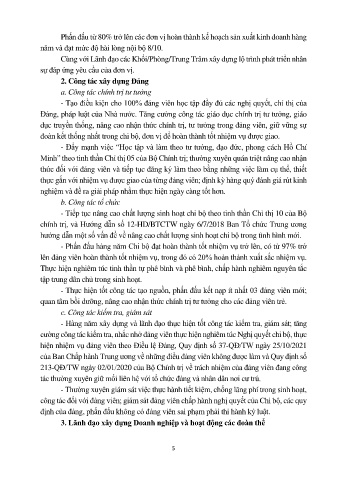 Phấn đấu từ 80% trở lên các đơn vị hoàn thành kế hoạch sản xuất kinh doanh hàng
năm và đạt mức độ hài lòng nội bộ 8/10.
Cùng với Lãnh đạo các Khối/Phòng/Trung Trâm xây dựng lộ trình phát triển nhân
sự đáp ứng yêu cầu của đơn vị.
2. Công tác xây dựng Đảng
a. Công tác chính trị tư tưởng
- Tạo điều kiện cho 100% đảng viên học tập đầy đủ các nghị quyết, chỉ thị của
Đảng, pháp luật của Nhà nước. Tăng cường công tác giáo dục chính trị tư tưởng, giáo
dục truyền thống, nâng cao nhận thức chính trị, tư tưởng trong đảng viên, giữ vững sự
đoàn kết thống nhất trong chi bộ, đơn vị để hoàn thành tốt nhiệm vụ được giao.
- Đẩy mạnh việc “Học tập và làm theo tư tưởng, đạo đức, phong cách Hồ Chí
Minh” theo tinh thần Chỉ thị 05 của Bộ Chính trị; thường xuyên quán triệt nâng cao nhận
thức đối với đảng viên và tiếp tục đăng ký làm theo bằng những việc làm cụ thể, thiết
thực gắn với nhiệm vụ được giao của từng đảng viên; định kỳ hàng quý đánh giá rút kinh
nghiệm và đề ra giải pháp nhằm thực hiện ngày càng tốt hơn.
b. Công tác tổ chức
- Tiếp tục nâng cao chất lượng sinh hoạt chi bộ theo tinh thần Chỉ thị 10 của Bộ
chính trị, và Hướng dẫn số 12-HD/BTCTW ngày 6/7/2018 Ban Tổ chức Trung ương
hướng dẫn một số vấn đề về nâng cao chất lượng sinh hoạt chi bộ trong tình hình mới.
- Phấn đấu hàng năm Chi bộ đạt hoàn thành tốt nhiệm vụ trở lên, có từ 97% trở
lên đảng viên hoàn thành tốt nhiệm vụ, trong đó có 20% hoàn thành xuất sắc nhiệm vụ.
Thực hiện nghiêm túc tinh thần tự phê bình và phê bình, chấp hành nghiêm nguyên tắc
tập trung dân chủ trong sinh hoạt.
- Thực hiện tốt công tác tạo nguồn, phấn đấu kết nạp ít nhất 03 đảng viên mới;
quan tâm bồi dưỡng, nâng cao nhận thức chính trị tư tưởng cho các đảng viên trẻ.
c. Công tác kiểm tra, giám sát
- Hàng năm xây dựng và lãnh đạo thực hiện tốt công tác kiểm tra, giám sát; tăng
cường công tác kiểm tra, nhắc nhở đảng viên thực hiện nghiêm túc Nghị quyết chi bộ, thực
hiện nhiệm vụ đảng viên theo Điều lệ Đảng, Quy định số 37-QĐ/TW ngày 25/10/2021
của Ban Chấp hành Trung ương về những điều đảng viên không được làm và Quy định số
213-QĐ/TW ngày 02/01/2020 của Bộ Chính trị về trách nhiệm của đảng viên đang công
tác thường xuyên giữ mối liên hệ với tổ chức đảng và nhân dân nơi cư trú.
- Thường xuyên giám sát việc thực hành tiết kiệm, chống lãng phí trong sinh hoạt,
công tác đối với đảng viên; giám sát đảng viên chấp hành nghị quyết của Chi bộ, các quy
định của đảng, phấn đấu không có đảng viên sai phạm phải thi hành kỷ luật.
3. Lãnh đạo xây dựng Doanh nghiệp và hoạt động các đoàn thể
5